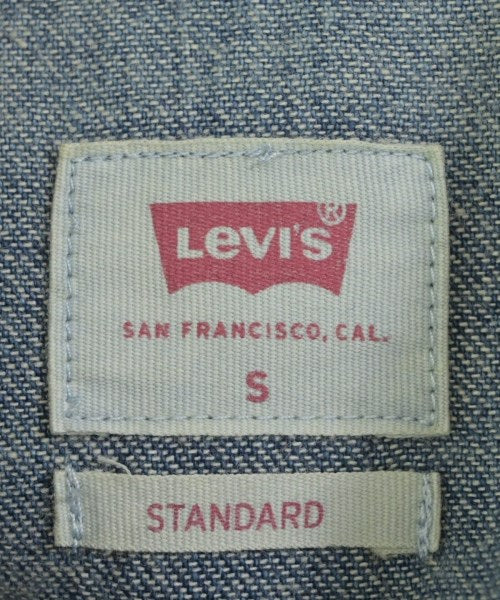 Levi's®
SAN FRANCISCO, CAL.
S
STANDARD